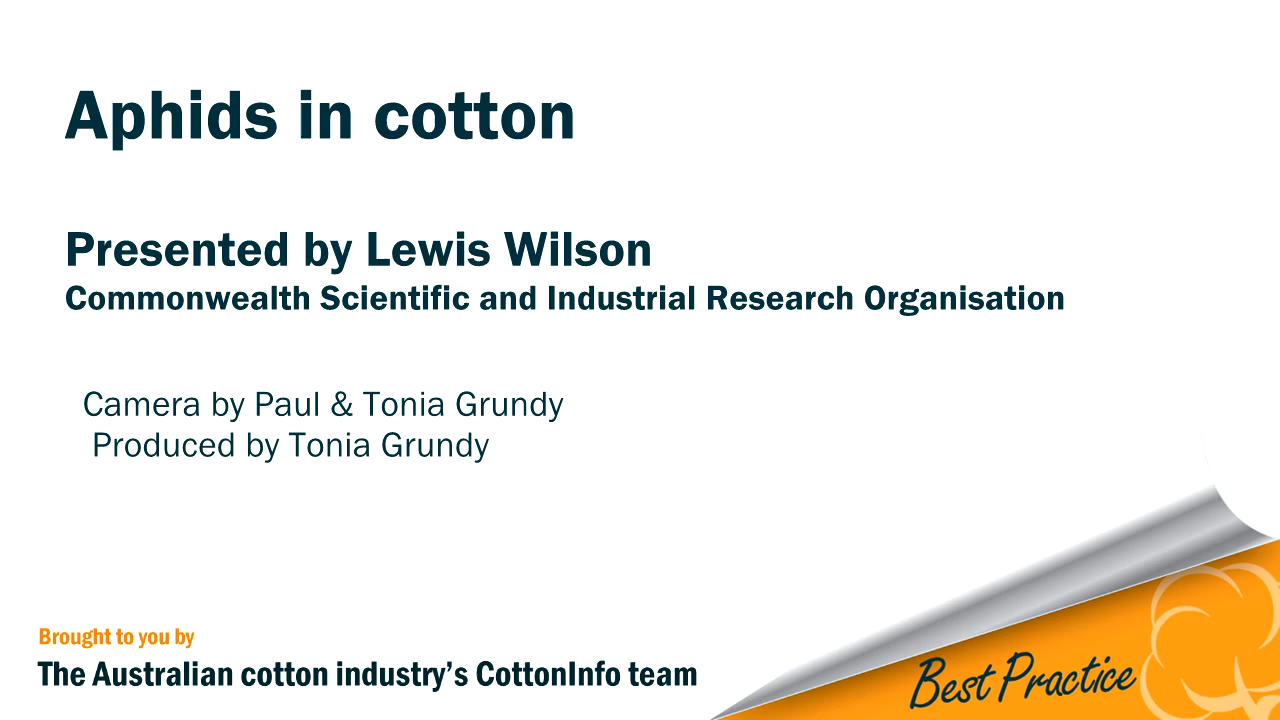 Aphids in cotton
Presented by Lewis Wilson
Commonwealth Scientific and Industrial Research Organisation
Camera by Paul & Tonia Grundy
Produced by Tonia Grundy
Brought to you by
The Australian cotton industry’s CottonInfo team
Best Practice